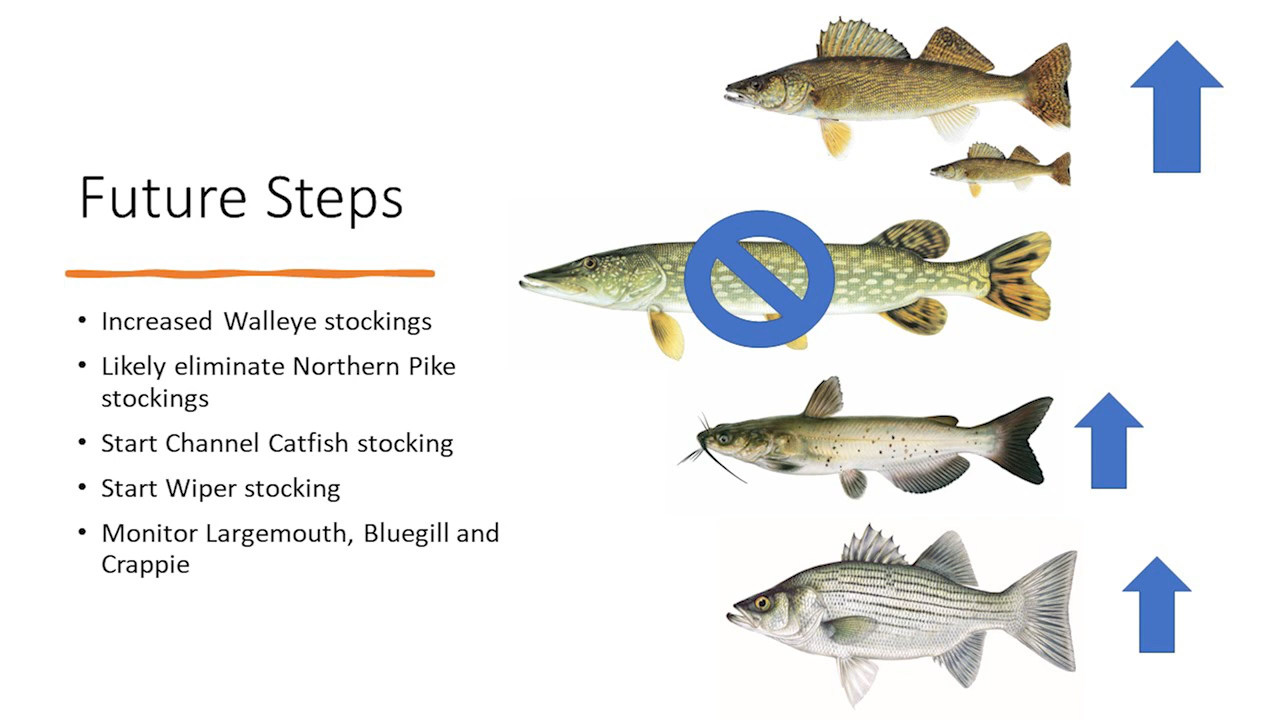 Future Steps
• Increased Walleye stockings
• Likely eliminate Northern Pike
stockings
• Start Channel Catfish stocking
• Start Wiper stocking
• Monitor Largemouth, Bluegill and
Crappie